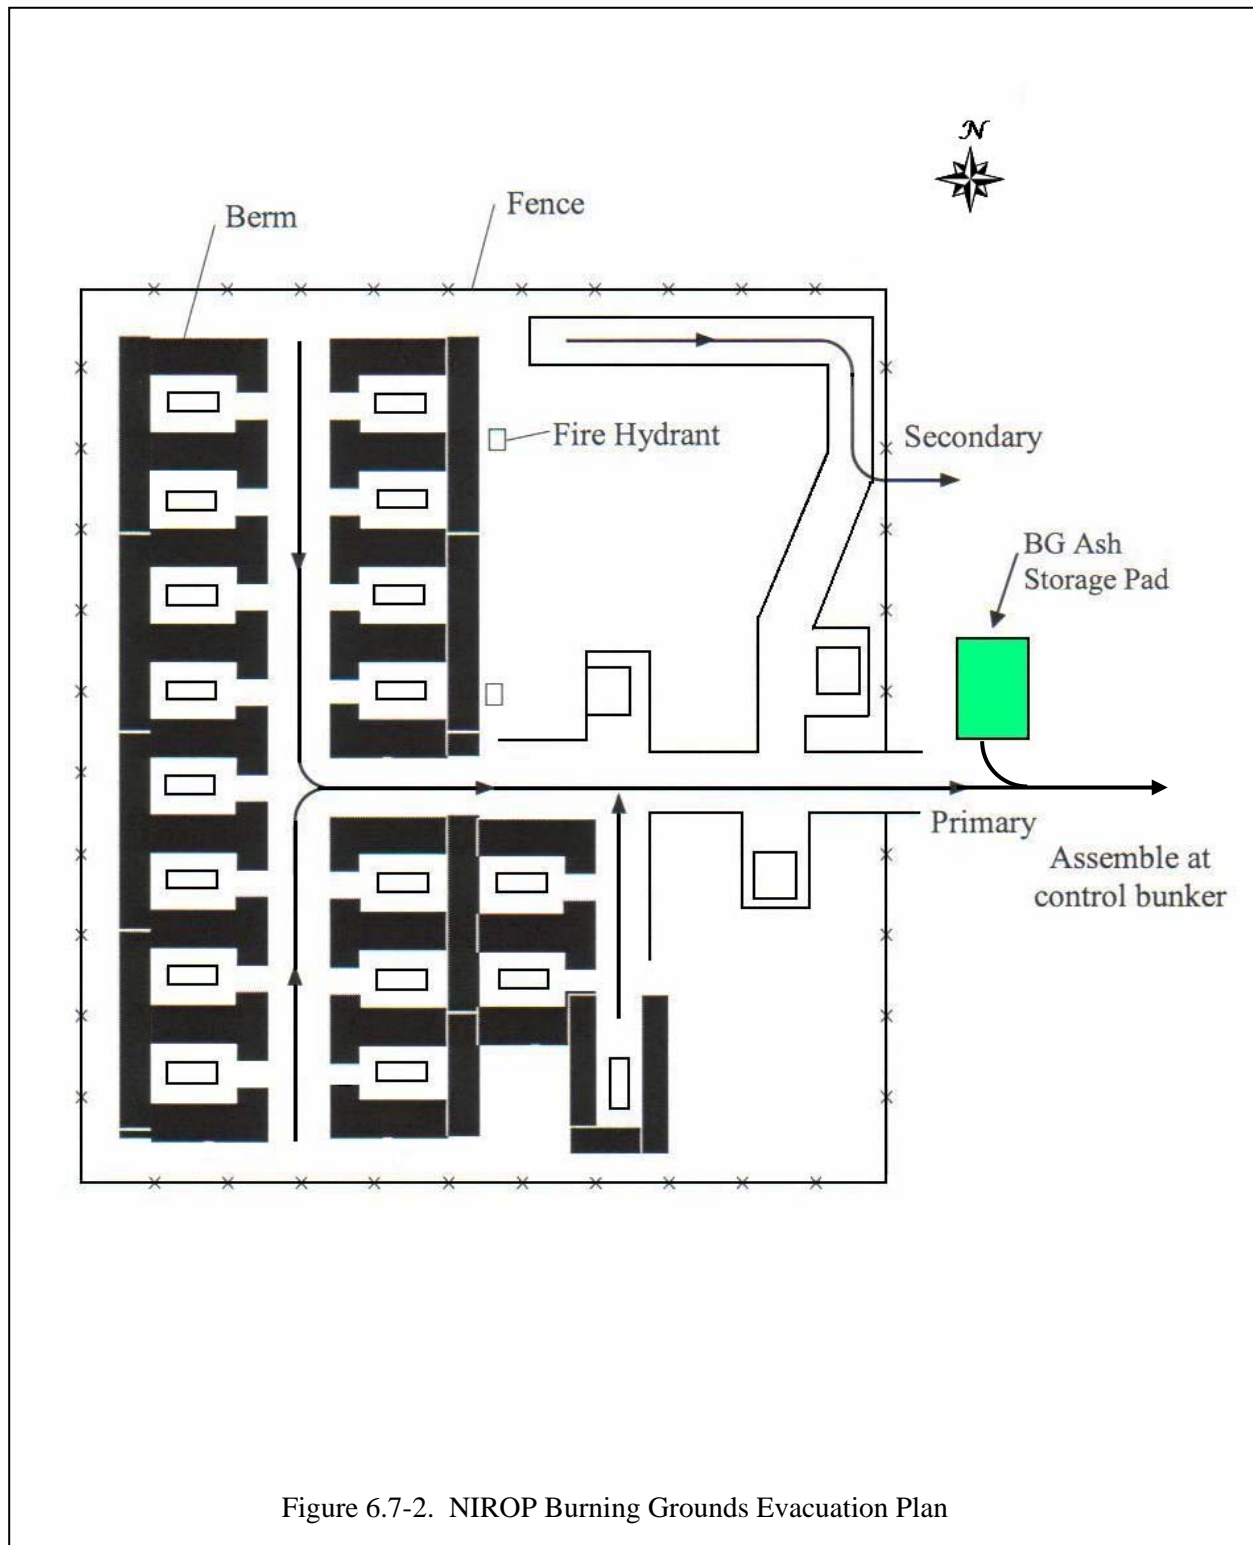 N
Berm
Fence
Fire Hydrant
Secondary
BG Ash
Storage Pad
Primary
Assemble at
control bunker
Figure 6.7-2. NIROP Burning Grounds Evacuation Plan